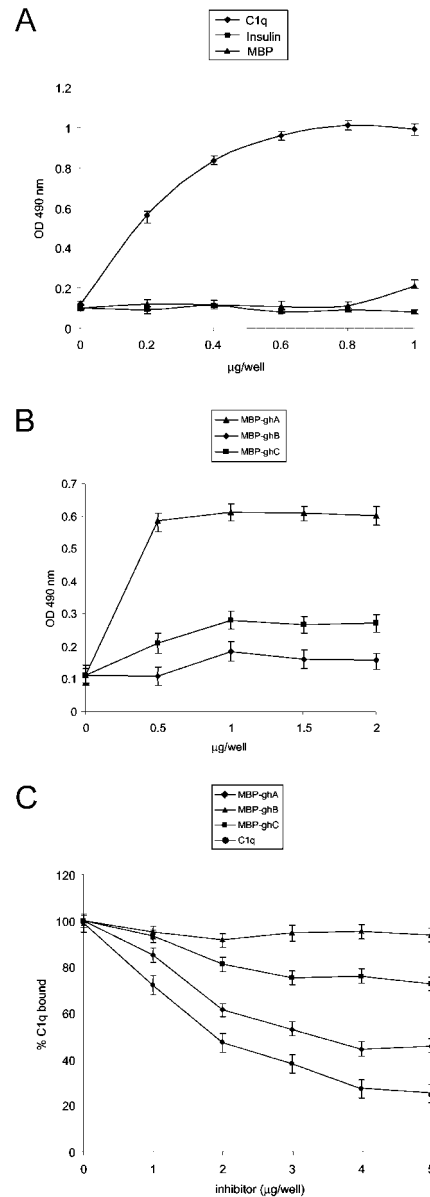 A
C1q
Insulin
MBP
1.2
1
0.8
0.6
0.4
0.2
0
OD 490 nm
0 0.2 0.4 0.6 0.8 1
µg/well
B
MBP-ghA
MBP-ghB
MBP-ghC
0.7
0.6
0.5
0.4
0.3
0.2
0.1
0
OD 490 nm
0 0.5 1 1.5 2
µg/well
C
MBP-ghA
MBP-ghB
MBP-ghC
C1q
120
100
80
60
40
20
0
% C1q bound
0 1 2 3 4 5
inhibitor (µg/well)